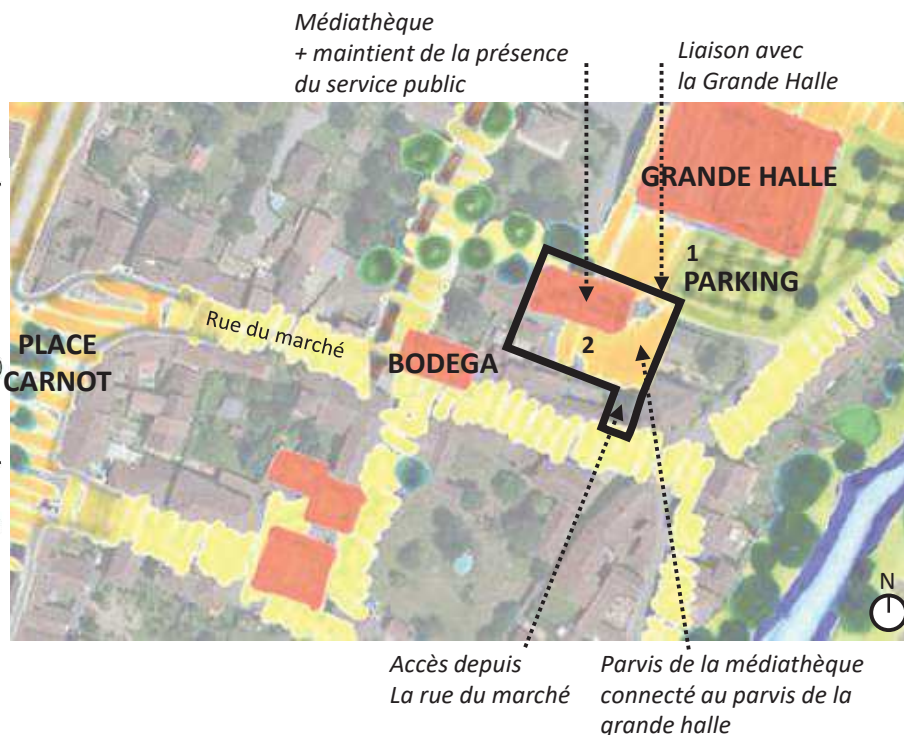 Médiathèque
+ maintient de la présence
du service public
Liaison avec
la Grande Halle
GRANDE HALLE
1
PARKING
Rue du marché
PLACE
CARNOT
BODEGA
2
N
Accès depuis
La rue du marché
Parvis de la médiathèque
connecté au parvis de la
grande halle